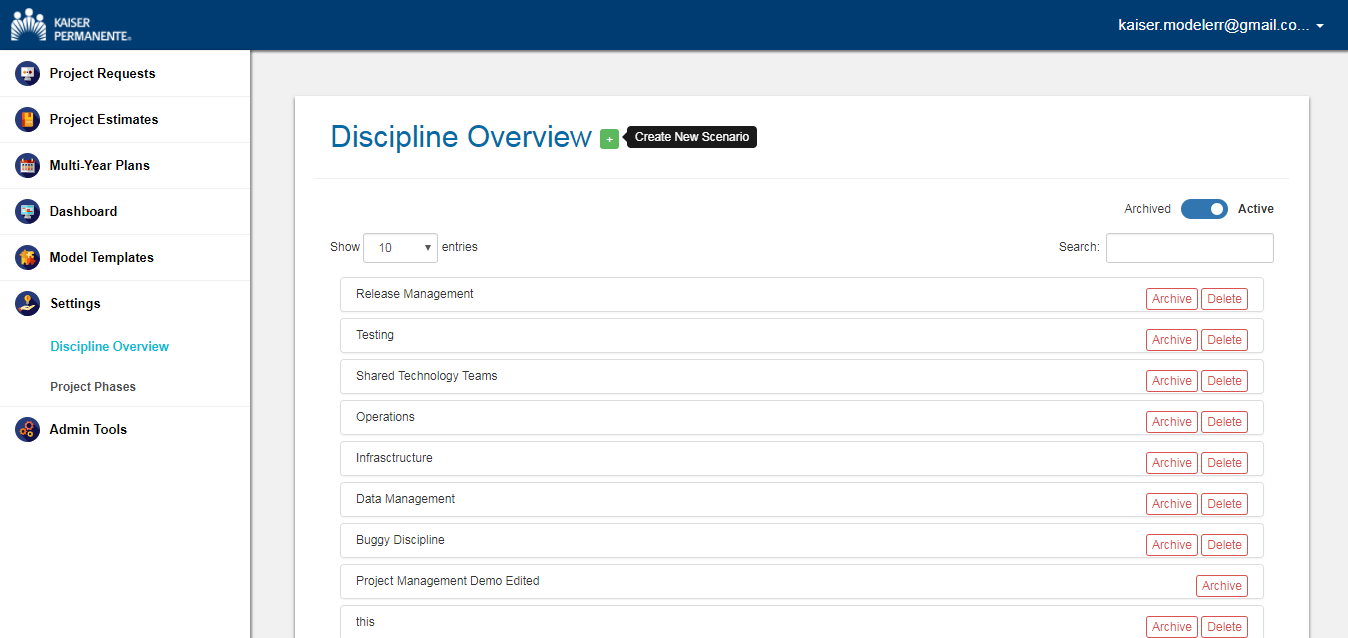 KAISER
PERMANENTE®
kaiser.modelerr@gmail.co...
Project Requests
Project Estimates
Multi-Year Plans
Dashboard
Model Templates
Settings
Discipline Overview
Project Phases
Admin Tools
Discipline Overview + Create New Scenario
Archived Active
Show 10 entries Search:
Release Management Archive Delete
Testing Archive Delete
Shared Technology Teams Archive Delete
Operations Archive Delete
Infrasctructure Archive Delete
Data Management Archive Delete
Buggy Discipline Archive Delete
Project Management Demo Edited Archive
this Archive Delete